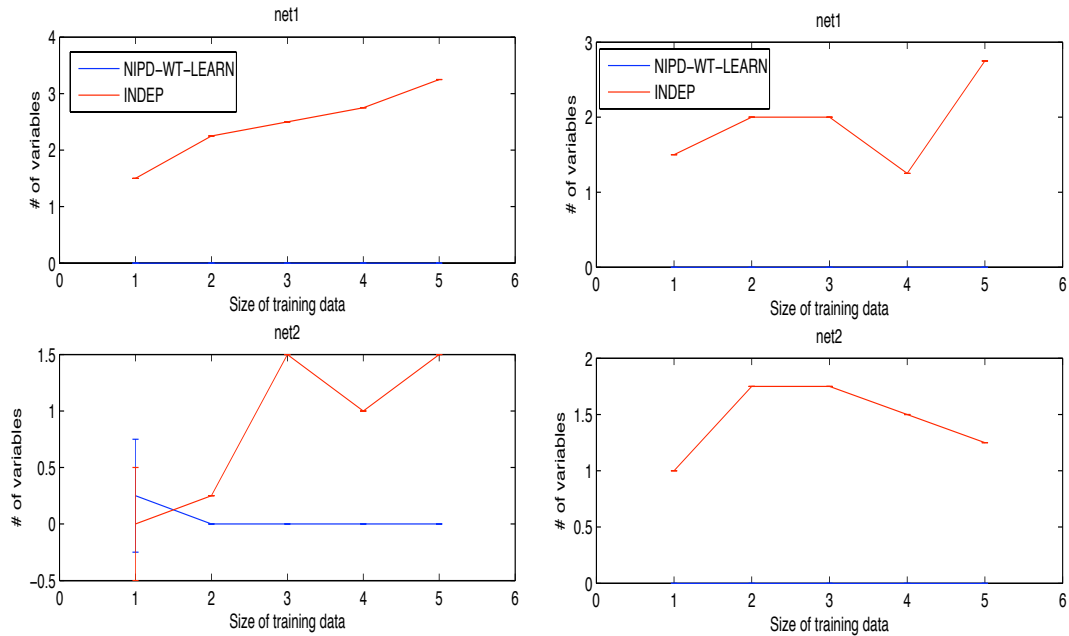 net1
4
3
2
1
0
# of variables
NIPD-WT-LEARN
INDEP
0 1 2 3 4 5 6
Size of training data
net1
3
2
1
0
# of variables
NIPD-WT-LEARN
INDEP
0 1 2 3 4 5 6
Size of training data
net2
1.5
1
0.5
0
−0.5
# of variables
0 1 2 3 4 5 6
Size of training data
net2
2
1.5
1
0.5
0
# of variables
0 1 2 3 4 5 6
Size of training data